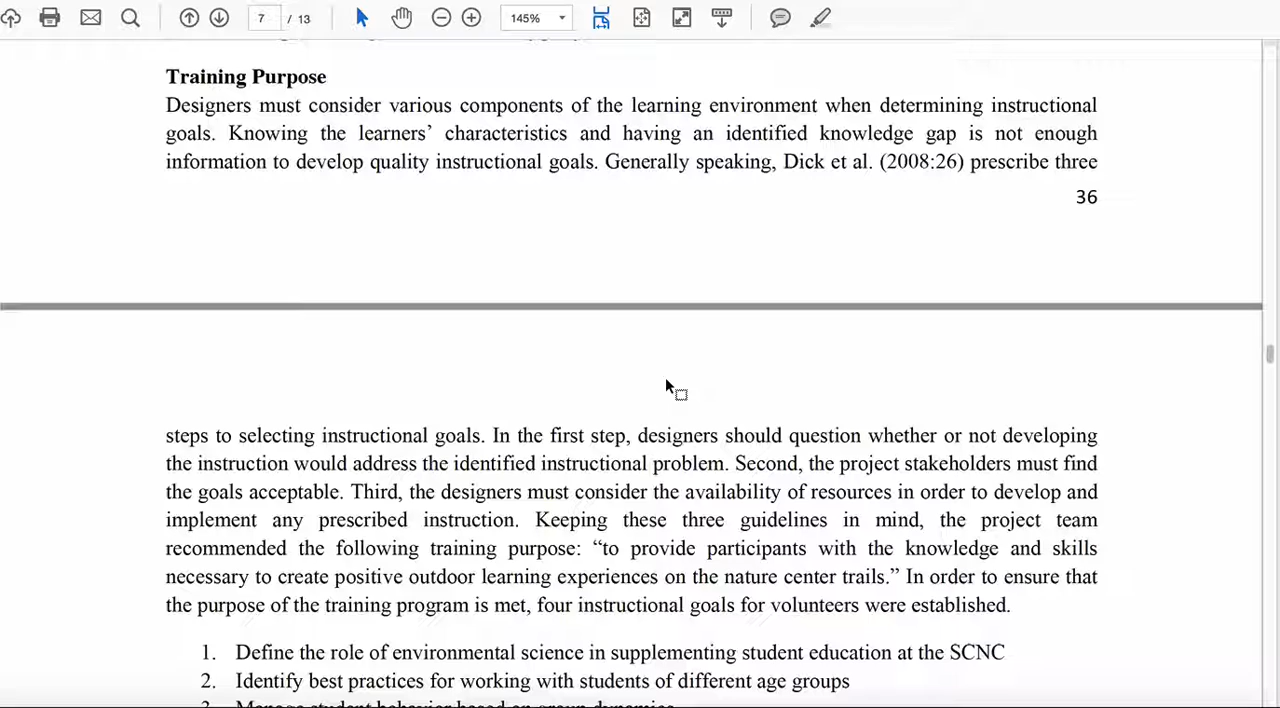 7 / 13 145%
Training Purpose
Designers must consider various components of the learning environment when determining instructional
goals. Knowing the learners’ characteristics and having an identified knowledge gap is not enough
information to develop quality instructional goals. Generally speaking, Dick et al. (2008:26) prescribe three
36
steps to selecting instructional goals. In the first step, designers should question whether or not developing
the instruction would address the identified instructional problem. Second, the project stakeholders must find
the goals acceptable. Third, the designers must consider the availability of resources in order to develop and
implement any prescribed instruction. Keeping these three guidelines in mind, the project team
recommended the following training purpose: “to provide participants with the knowledge and skills
necessary to create positive outdoor learning experiences on the nature center trails.” In order to ensure that
the purpose of the training program is met, four instructional goals for volunteers were established.
1. Define the role of environmental science in supplementing student education at the SCNC
2. Identify best practices for working with students of different age groups
3. Manage student behavior based on group dynamics